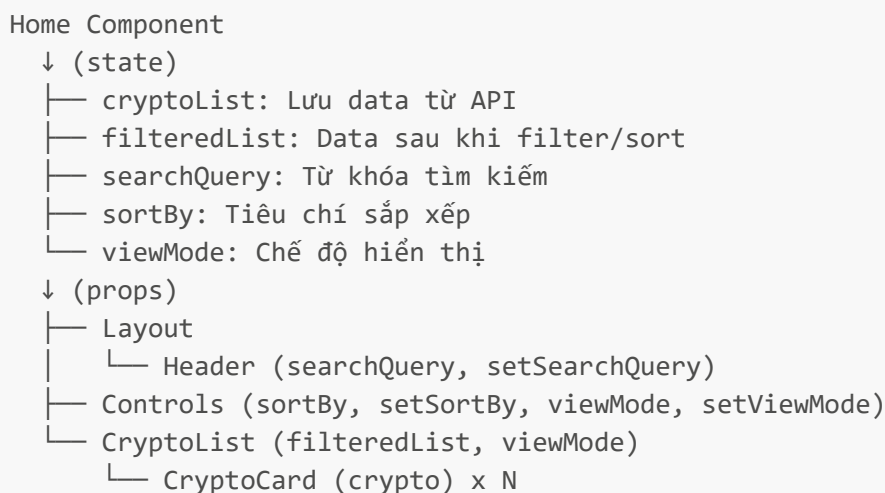 Home Component
  ↓ (state)
  ├── cryptoList: Lưu data từ API
  ├── filteredList: Data sau khi filter/sort
  ├── searchQuery: Từ khóa tìm kiếm
  ├── sortBy: Tiêu chí sắp xếp
  └── viewMode: Chế độ hiển thị
  ↓ (props)
  ├── Layout
  │   └── Header (searchQuery, setSearchQuery)
  ├── Controls (sortBy, setSortBy, viewMode, setViewMode)
  └── CryptoList (filteredList, viewMode)
      └── CryptoCard (crypto) x N